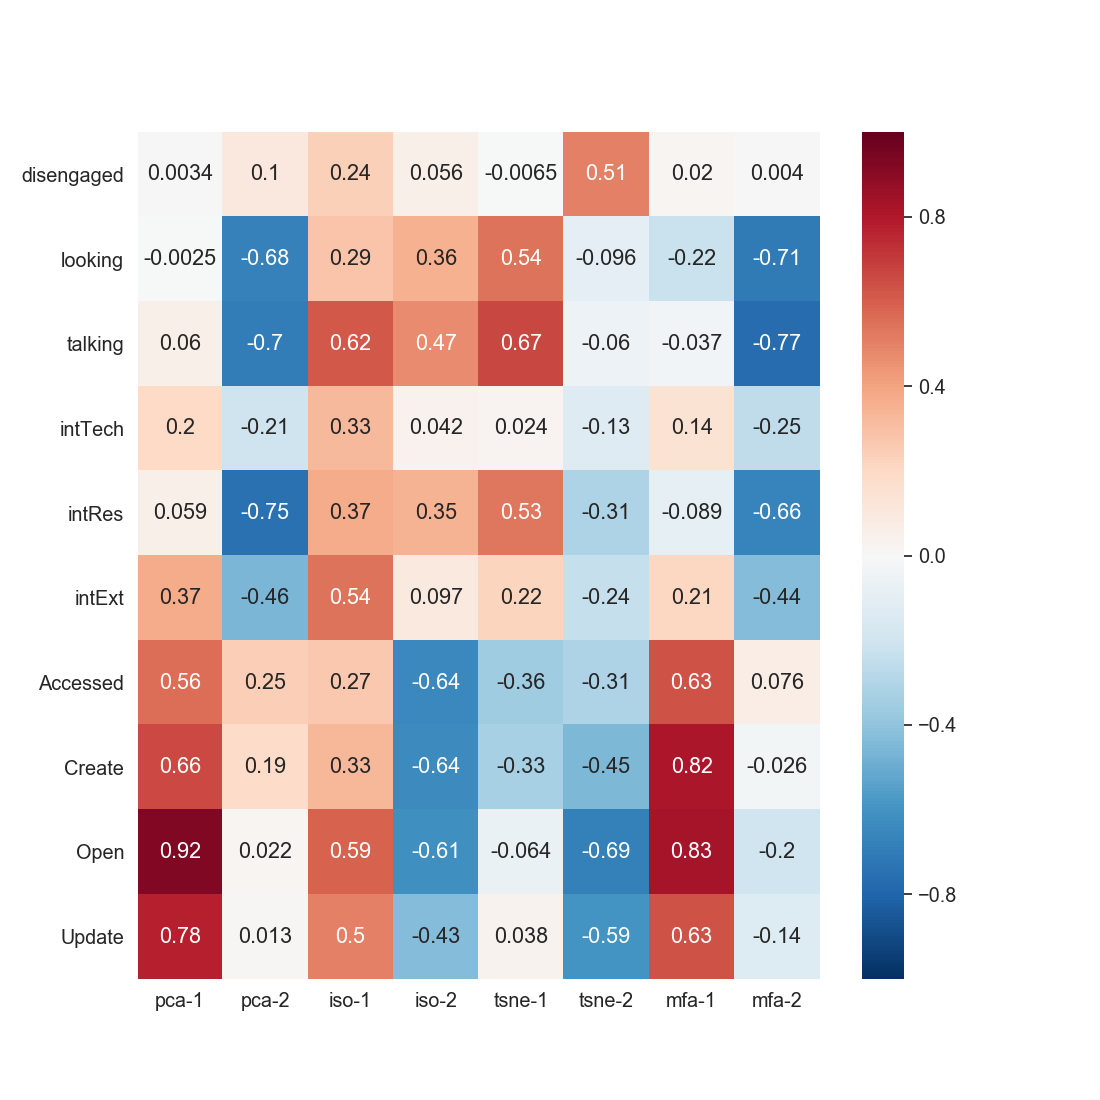 disengaged 0.0034 0.1 0.24 0.056 -0.0065 0.51 0.02 0.004
looking -0.0025 -0.68 0.29 0.36 0.54 -0.096 -0.22 -0.71
talking 0.06 -0.7 0.62 0.47 0.67 -0.06 -0.037 -0.77
intTech 0.2 -0.21 0.33 0.042 0.024 -0.13 0.14 -0.25
intRes 0.059 -0.75 0.37 0.35 0.53 -0.31 -0.089 -0.66
intExt 0.37 -0.46 0.54 0.097 0.22 -0.24 0.21 -0.44
Accessed 0.56 0.25 0.27 -0.64 -0.36 -0.31 0.63 0.076
Create 0.66 0.19 0.33 -0.64 -0.33 -0.45 0.82 -0.026
Open 0.92 0.022 0.59 -0.61 -0.064 -0.69 0.83 -0.2
Update 0.78 0.013 0.5 -0.43 0.038 -0.59 0.63 -0.14
pca-1 pca-2 iso-1 iso-2 tsne-1 tsne-2 mfa-1 mfa-2
0.8
0.4
0.0
−0.4
−0.8